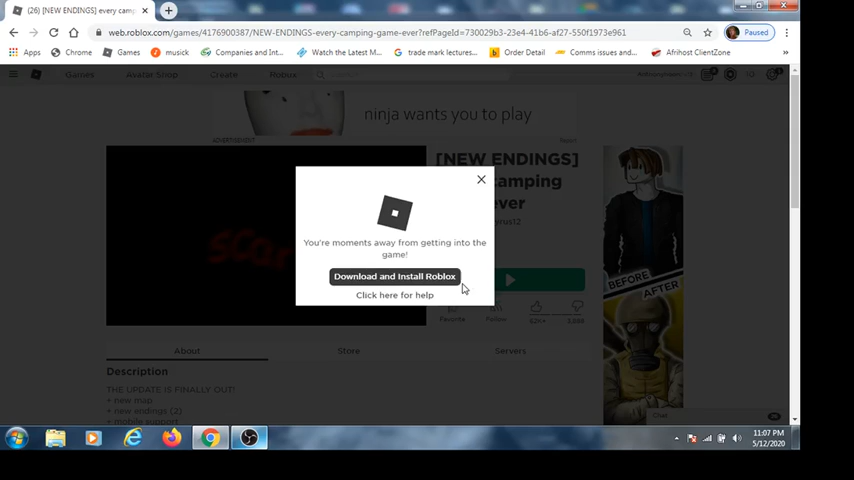 (26) [NEW ENDINGS] every camp
Paused
web.roblox.com/games/4176900387/NEW-ENDINGS-every-camping-game-ever?refPageId=730029b3-23e4-41b6-af27-550f1973e961
Apps
Chrome
Games
musick
Companies and Int...
Watch the Latest M...
trade mark lectures...
Order Detail
Comms issues and...
Afrihost ClientZone
Games
Avatar Shop
Create
Robux
Search
ninja wants you to play
ADVERTISEMENT
Report
scar
[NEW ENDINGS]
camping
ever
You're moments away from getting into the
game!
Download and Install Roblox
Click here for help
Favorite
Follow
BEFORE
AFTER
About
Store
Servers
Description
THE UPDATE IS FINALLY OUT!
+ new map
+ new endings (2)
+ mobile support
Chat
11:07 PM
5/12/2020